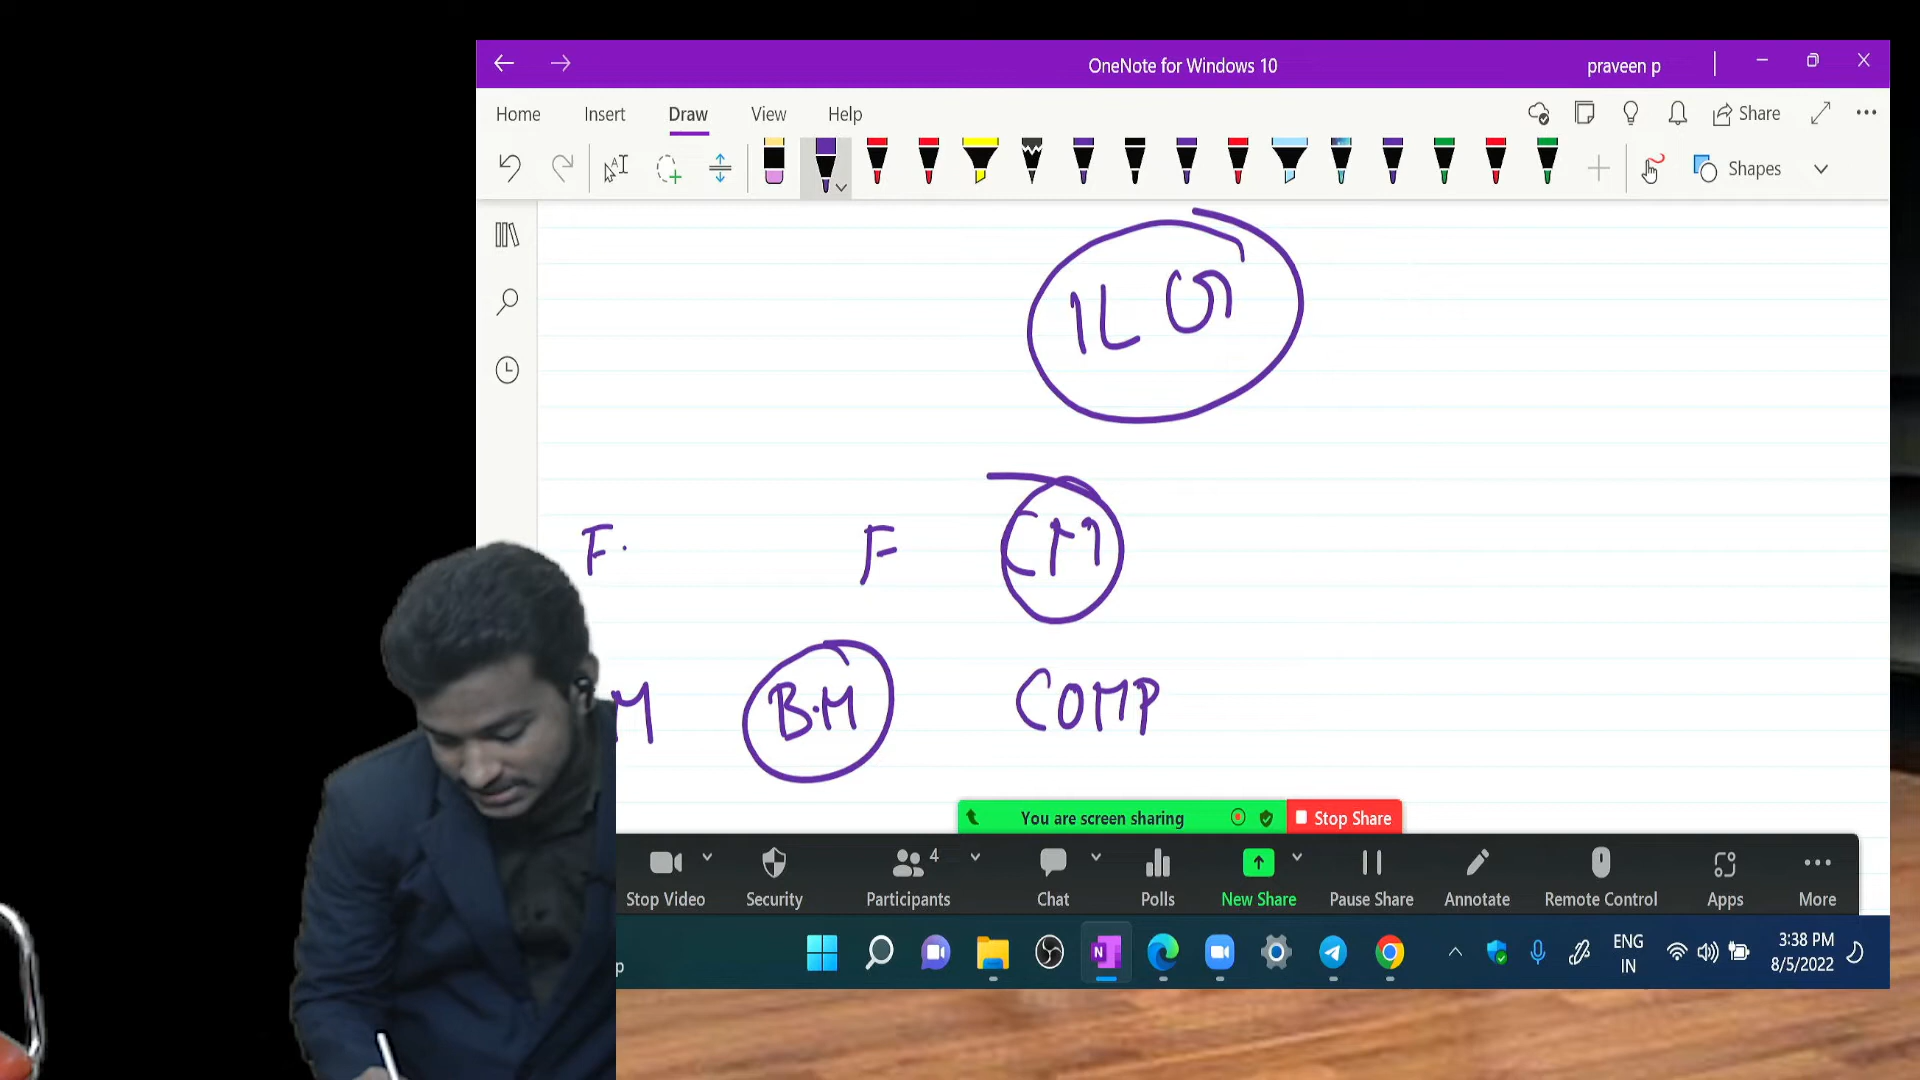 OneNote for Windows 10
praveen p
Home Insert Draw View Help
Share
Shapes
F. F
M B.M COMP
You are screen sharing Stop Share
4
Stop Video Security Participants Chat Polls New Share Pause Share Annotate Remote Control Apps More
ENG 3:38 PM
IN 8/5/2022